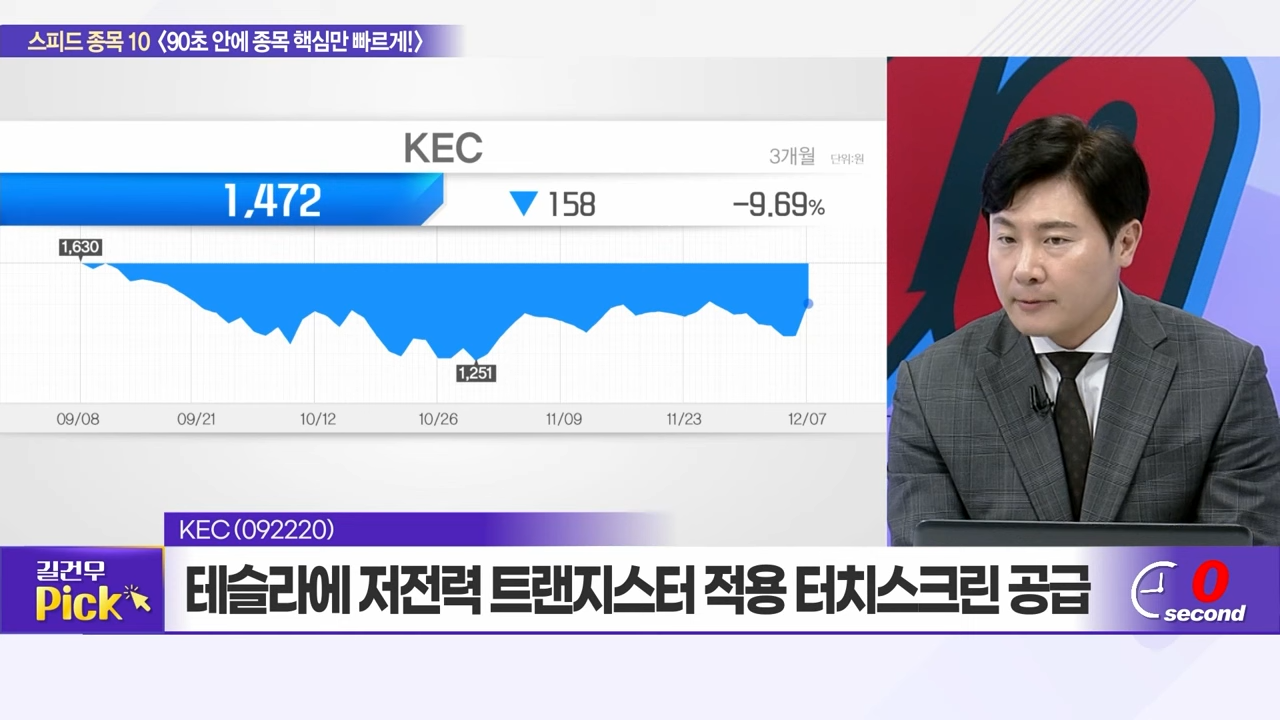 스피드 종목 10 <90초 안에 종목 핵심만 빠르게!>
KEC
3개월 단위:원
1,472 ▼ 158 -9.69%
1,630
1,251
09/08 09/21 10/12 10/26 11/09 11/23 12/07
KEC(092220)
길건무
Pick
테슬라에 저전력 트랜지스터 적용 터치스크린 공급
0
second